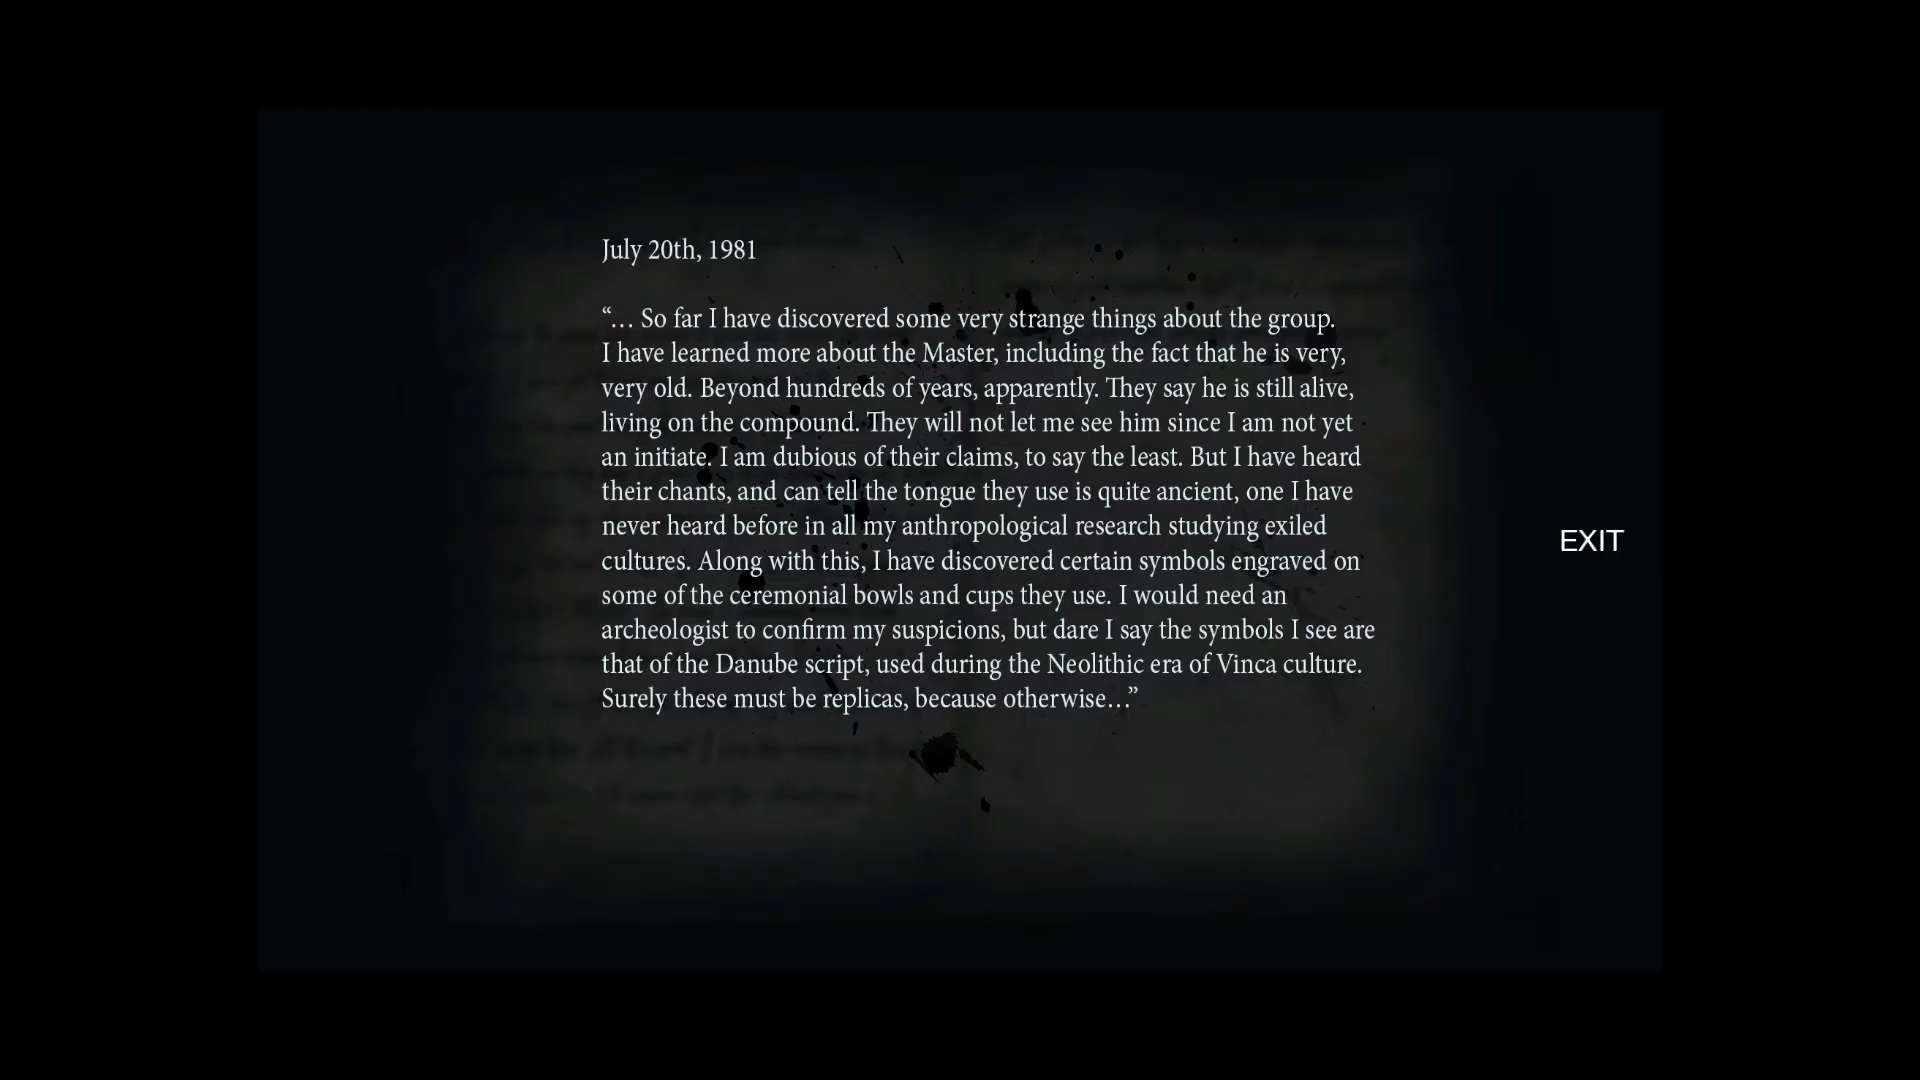 July 20th, 1981
“… So far I have discovered some very strange things about the group.
I have learned more about the Master, including the fact that he is very,
very old. Beyond hundreds of years, apparently. They say he is still alive,
living on the compound. They will not let me see him since I am not yet
an initiate. I am dubious of their claims, to say the least. But I have heard
their chants, and can tell the tongue they use is quite ancient, one I have
never heard before in all my anthropological research studying exiled
cultures. Along with this, I have discovered certain symbols engraved on
some of the ceremonial bowls and cups they use. I would need an
archeologist to confirm my suspicions, but dare I say the symbols I see are
that of the Danube script, used during the Neolithic era of Vinca culture.
Surely these must be replicas, because otherwise…”
EXIT